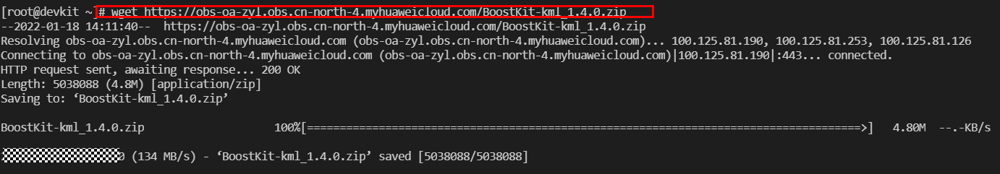 [root@devkit ~]# wget https://obs-oa-zyl.obs.cn-north-4.myhuaweicloud.com/BoostKit-kml_1.4.0.zip
--2022-01-18 14:11:40-- https://obs-oa-zyl.obs.cn-north-4.myhuaweicloud.com/BoostKit-kml_1.4.0.zip
Resolving obs-oa-zyl.obs.cn-north-4.myhuaweicloud.com (obs-oa-zyl.obs.cn-north-4.myhuaweicloud.com)... 100.125.81.190, 100.125.81.253, 100.125.81.126
Connecting to obs-oa-zyl.obs.cn-north-4.myhuaweicloud.com (obs-oa-zyl.obs.cn-north-4.myhuaweicloud.com)|100.125.81.190|:443... connected.
HTTP request sent, awaiting response... 200 OK
Length: 5038088 (4.8M) [application/zip]
Saving to: ‘BoostKit-kml_1.4.0.zip’
BoostKit-kml_1.4.0.zip 100%[=====================================================================================>] 4.80M --.-KB/s
(134 MB/s) - ‘BoostKit-kml_1.4.0.zip’ saved [5038088/5038088]